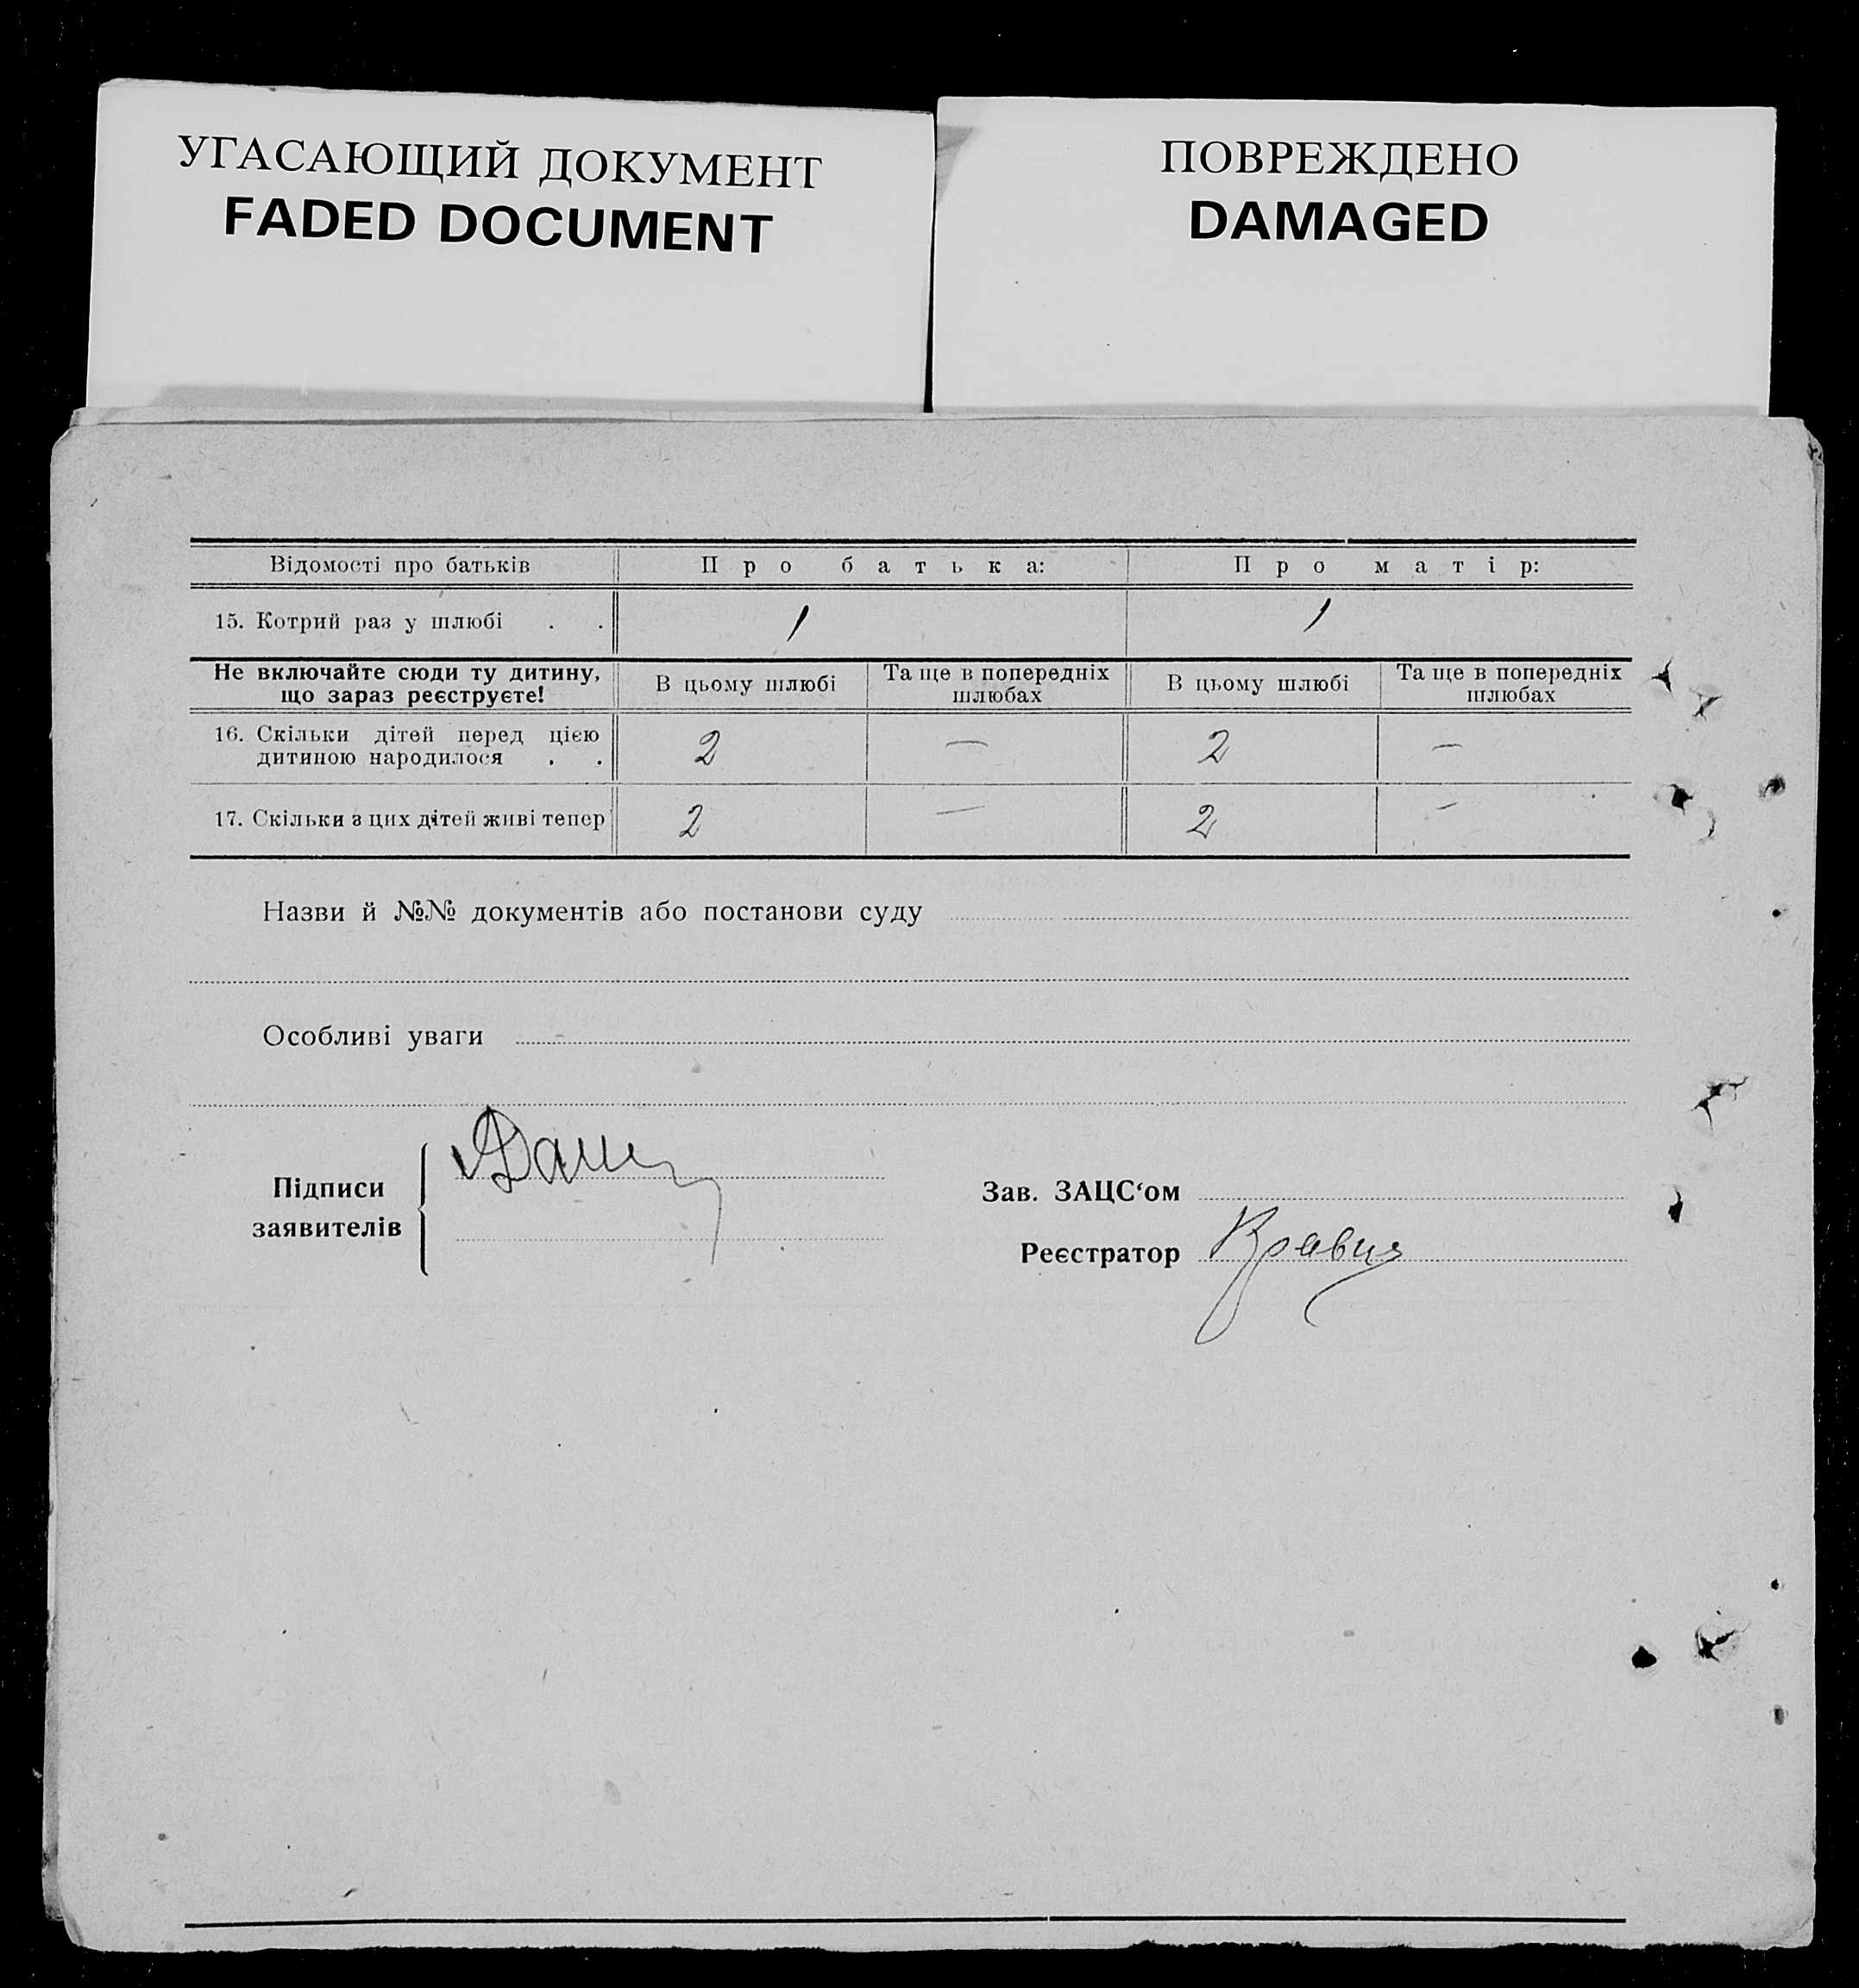 УГАСАЮЩИЙ ДОКУМЕНТ
FADED DOCUMENT
ПОВРЕЖДЕНО
DAMAGED
Відомості про батьків Про батька: Про матір:
15. Котрий раз у шлюбі . . 1 1
Не включайте сюди ту дитину, що зараз реєструєте! В цьому шлюбі Та ще в попередніх шлюбах В цьому шлюбі Та ще в попередніх шлюбах
16. Скільки дітей перед цією
дитиною народилося . . 2 — 2 —
17. Скільки з цих дітей живі тепер 2 — 2 —
Назви й №№ документів або постанови суду
Особливі уваги
Підписи
заявителів
Зав. ЗАЦС‘ом
Реєстратор